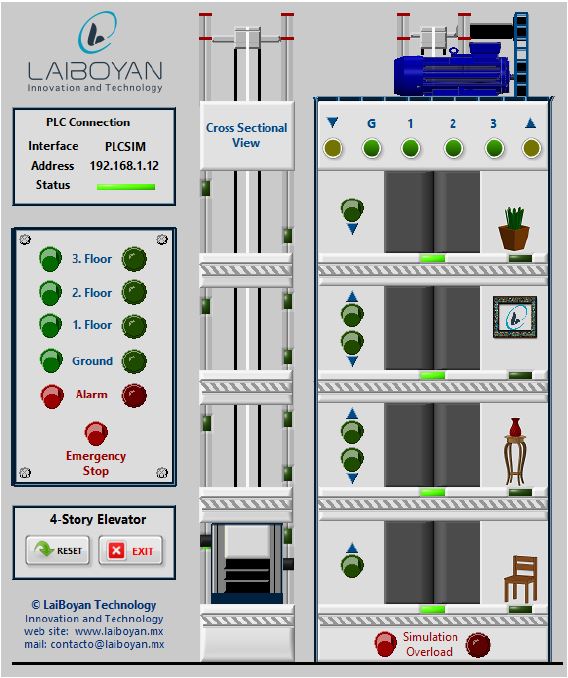 LAIBOYAN
Innovation and Technology
PLC Connection
Interface PLCSIM
Address 192.168.1.12
Status
3. Floor
2. Floor
1. Floor
Ground
Alarm
Emergency
Stop
4-Story Elevator
RESET
EXIT
© LaiBoyan Technology
Innovation and Technology
web site: www.laiboyan.mx
mail: contacto@laiboyan.mx
Cross Sectional
View
▼ G 1 2 3 ▲
Simulation
Overload